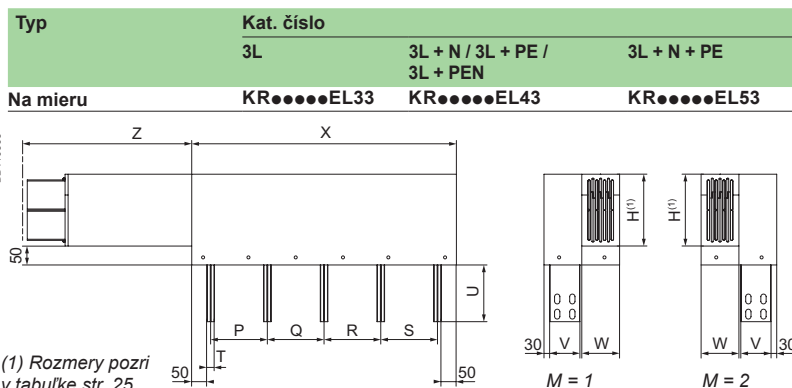 Typ Kat. číslo
3L 3L + N / 3L + PE / 3L + PEN 3L + N + PE
Na mieru KR●●●●●EL33 KR●●●●●EL43 KR●●●●●EL53
Z X
50
H(1) H(1)
U
P Q R S
T
50 50
30 V W W V 30
(1) Rozmery pozri
v tabuľke str. 25
M = 1 M = 2